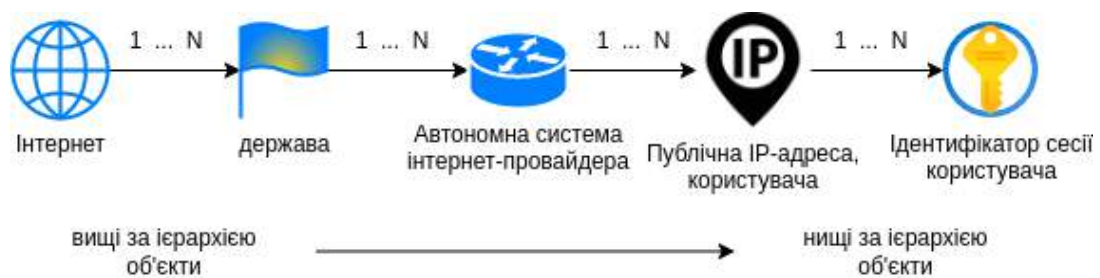 1 ... N
1 ... N
1 ... N
1 ... N
IP
Інтернет
держава
Автономна система
інтернет-провайдера
Публічна IP-адреса,
користувача
Ідентифікатор сесії
користувача
вищі за ієрархією
об'єкти
нищі за ієрархією
об'єкти